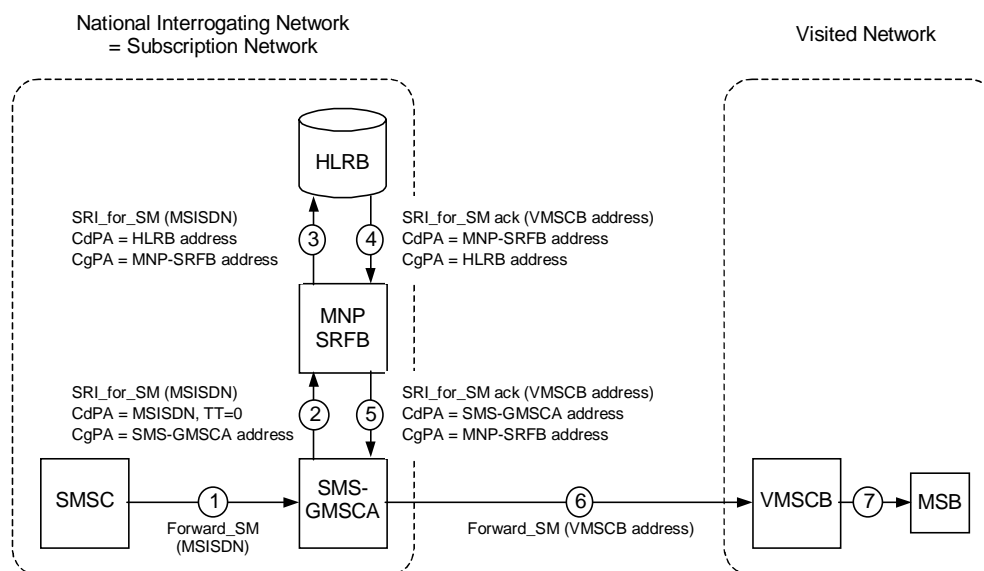 National Interrogating Network
= Subscription Network
Visited Network
HLRB
SRI_for_SM (MSISDN)
CdPA = HLRB address
CgPA = MNP-SRFB address
3
4
SRI_for_SM ack (VMSCB address)
CdPA = MNP-SRFB address
CgPA = HLRB address
MNP
SRFB
SRI_for_SM (MSISDN)
CdPA = MSISDN, TT=0
CgPA = SMS-GMSCA address
2
5
SRI_for_SM ack (VMSCB address)
CdPA = SMS-GMSCA address
CgPA = MNP-SRFB address
SMSC
1
Forward_SM
(MSISDN)
SMS-
GMSCA
6
Forward_SM (VMSCB address)
VMSCB
7
MSB